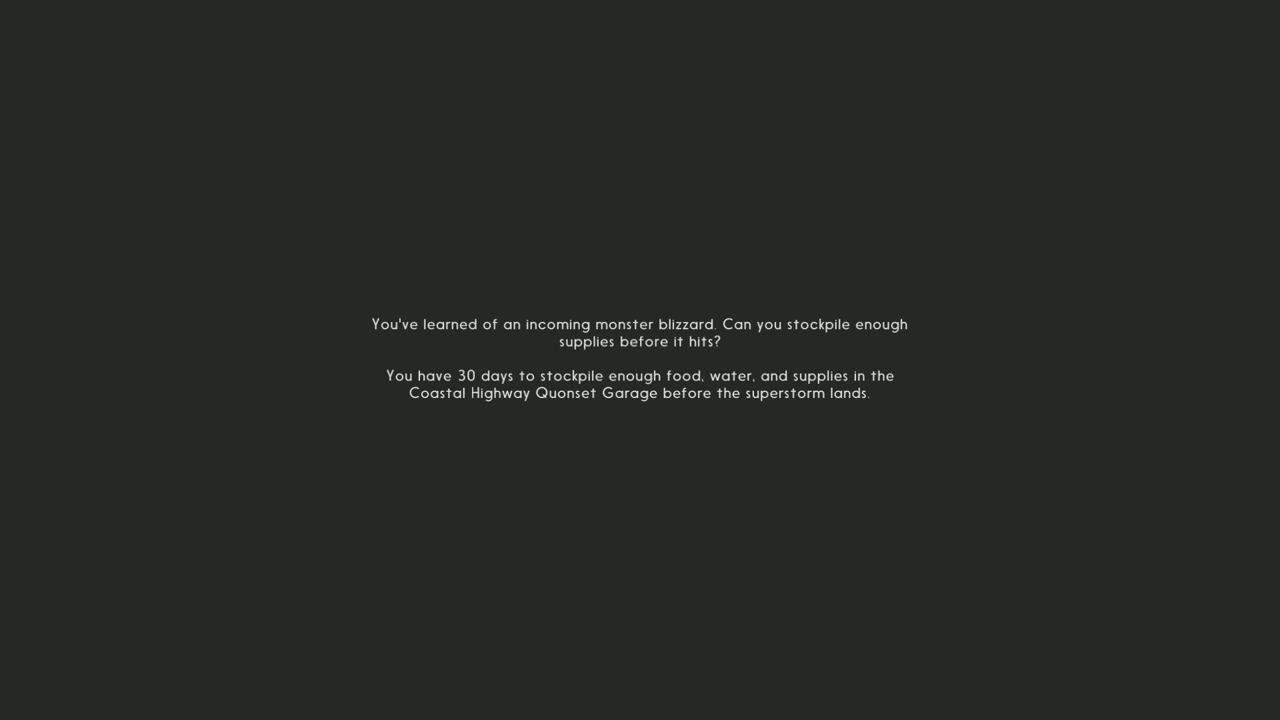 You've learned of an incoming monster blizzard. Can you stockpile enough
supplies before it hits?
You have 30 days to stockpile enough food, water, and supplies in the
Coastal Highway Quonset Garage before the superstorm lands.